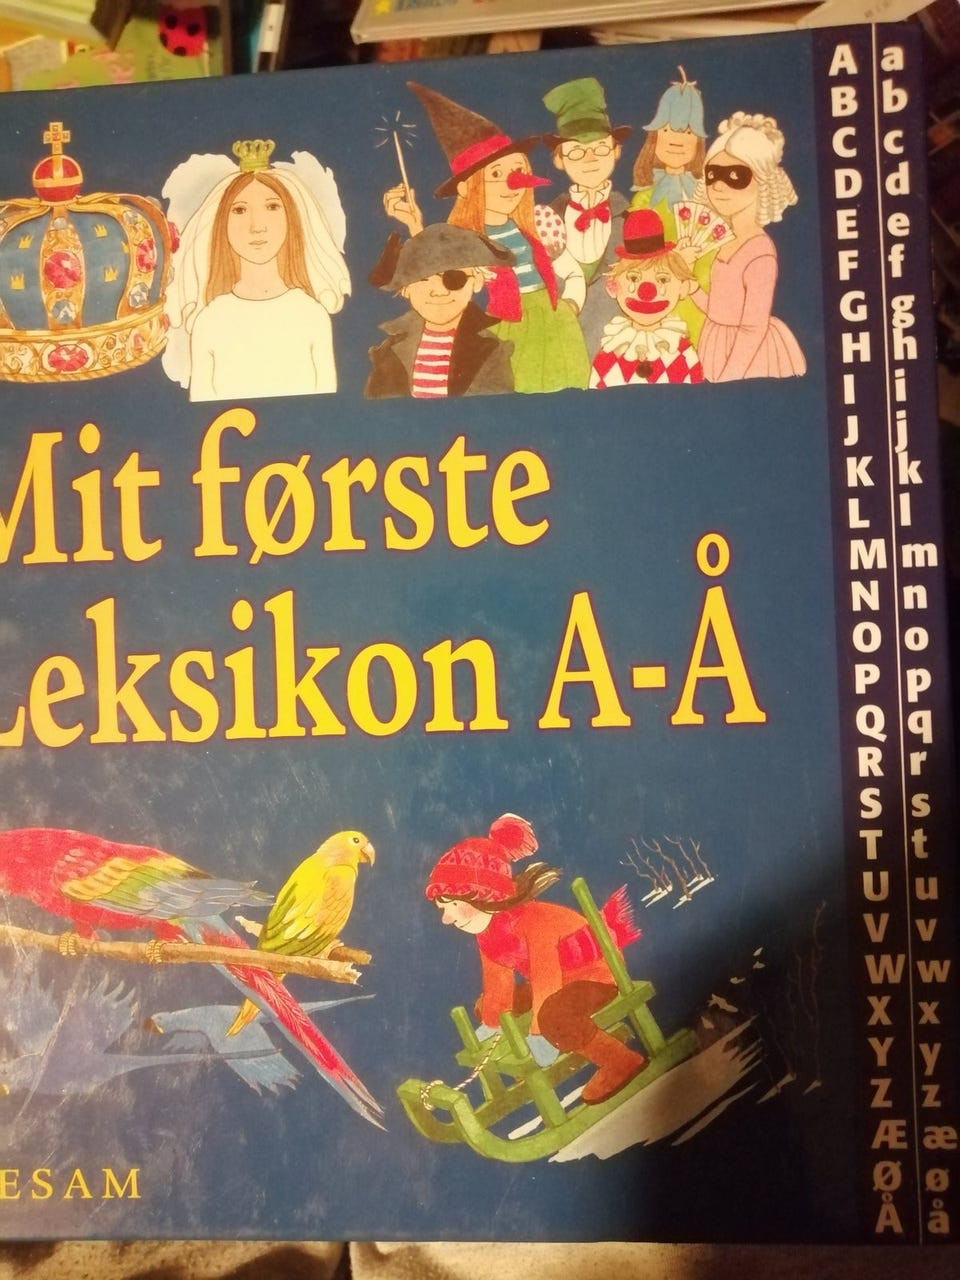 Mit første
Leksikon A-Å
ESAM
A a
B b
C c
D d
E e
F f
G g
H h
I i
J j
K k
L l
M m
N n
O o
P p
Q q
R r
S s
T t
U u
V v
W w
X x
Y y
Z z
Æ æ
Ø ø
Å å